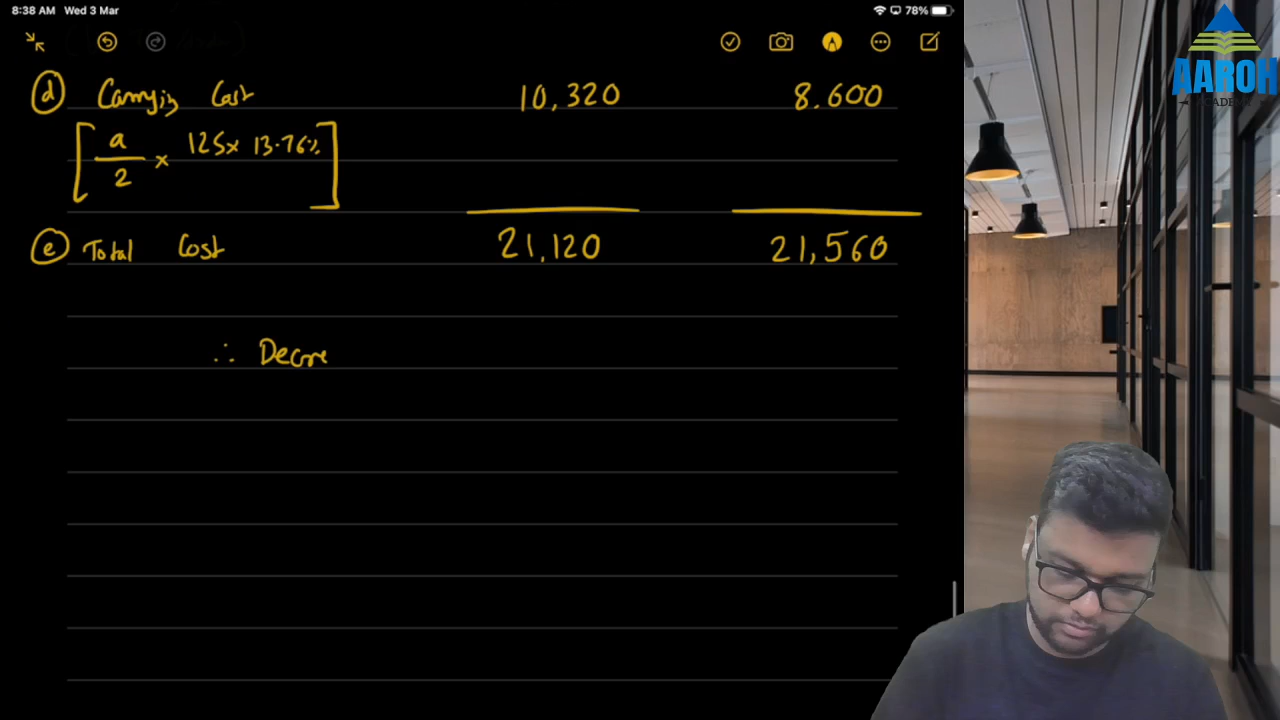 8:38 AM Wed 3 Mar 78%
AAROH
ACADEMY
(d) Carrying Cost 10,320 8,600
[a/2 × 125 × 13.76%]
(e) Total Cost 21,120 21,560
∴ Decre